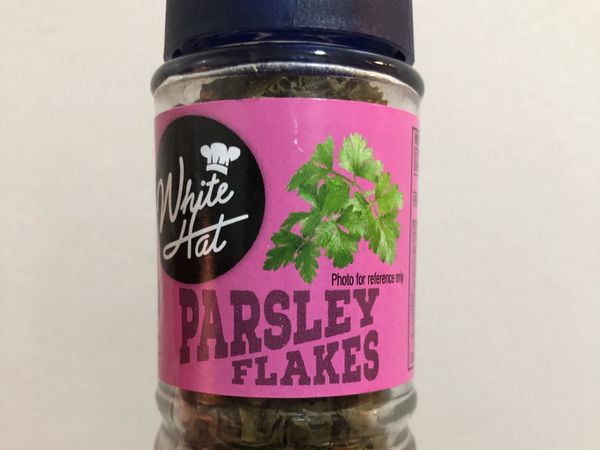 White
Hat
Photo for reference only
PARSLEY
FLAKES